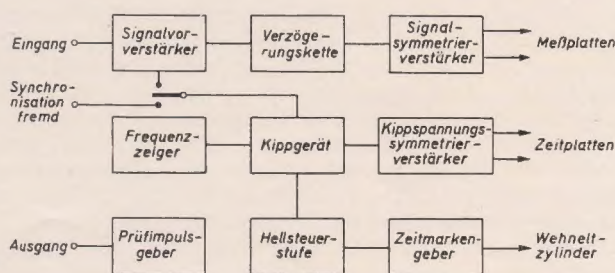 Eingang
Signalvor-
verstärker
Verzöge-
rungskette
Signal-
symmetrier-
verstärker
Meßplatten
Synchro-
nisation
fremd
Frequenz-
zeiger
Kippgerät
Kippspannungs-
symmetrier-
verstärker
Zeitplatten
Ausgang
Prüfimpuls-
geber
Hellsteuer-
stufe
Zeitmarken-
geber
Wehnelt-
zylinder